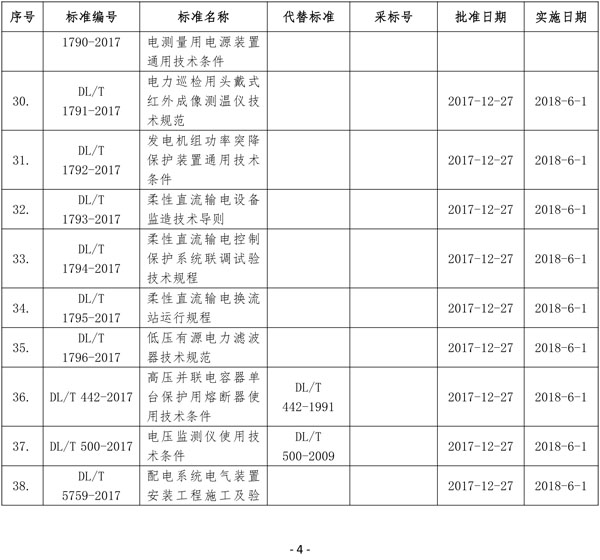 序号 标准编号 标准名称 代替标准 采标号 批准日期 实施日期
1790-2017 电测量用电源装置
通用技术条件
30. DL/T
1791-2017 电力巡检用头戴式
红外成像测温仪技
术规范 2017-12-27 2018-6-1
31. DL/T
1792-2017 发电机组功率突降
保护装置通用技术
条件 2017-12-27 2018-6-1
32. DL/T
1793-2017 柔性直流输电设备
监造技术导则 2017-12-27 2018-6-1
33. DL/T
1794-2017 柔性直流输电控制
保护系统联调试验
技术规程 2017-12-27 2018-6-1
34. DL/T
1795-2017 柔性直流输电换流
站运行规程 2017-12-27 2018-6-1
35. DL/T
1796-2017 低压有源电力滤波
器技术规范 2017-12-27 2018-6-1
36. DL/T 442-2017 高压并联电容器单
台保护用熔断器使
用技术条件 DL/T
442-1991 2017-12-27 2018-6-1
37. DL/T 500-2017 电压监测仪使用技
术条件 DL/T
500-2009 2017-12-27 2018-6-1
38. DL/T
5759-2017 配电系统电气装置
安装工程施工及验 2017-12-27 2018-6-1
- 4 -